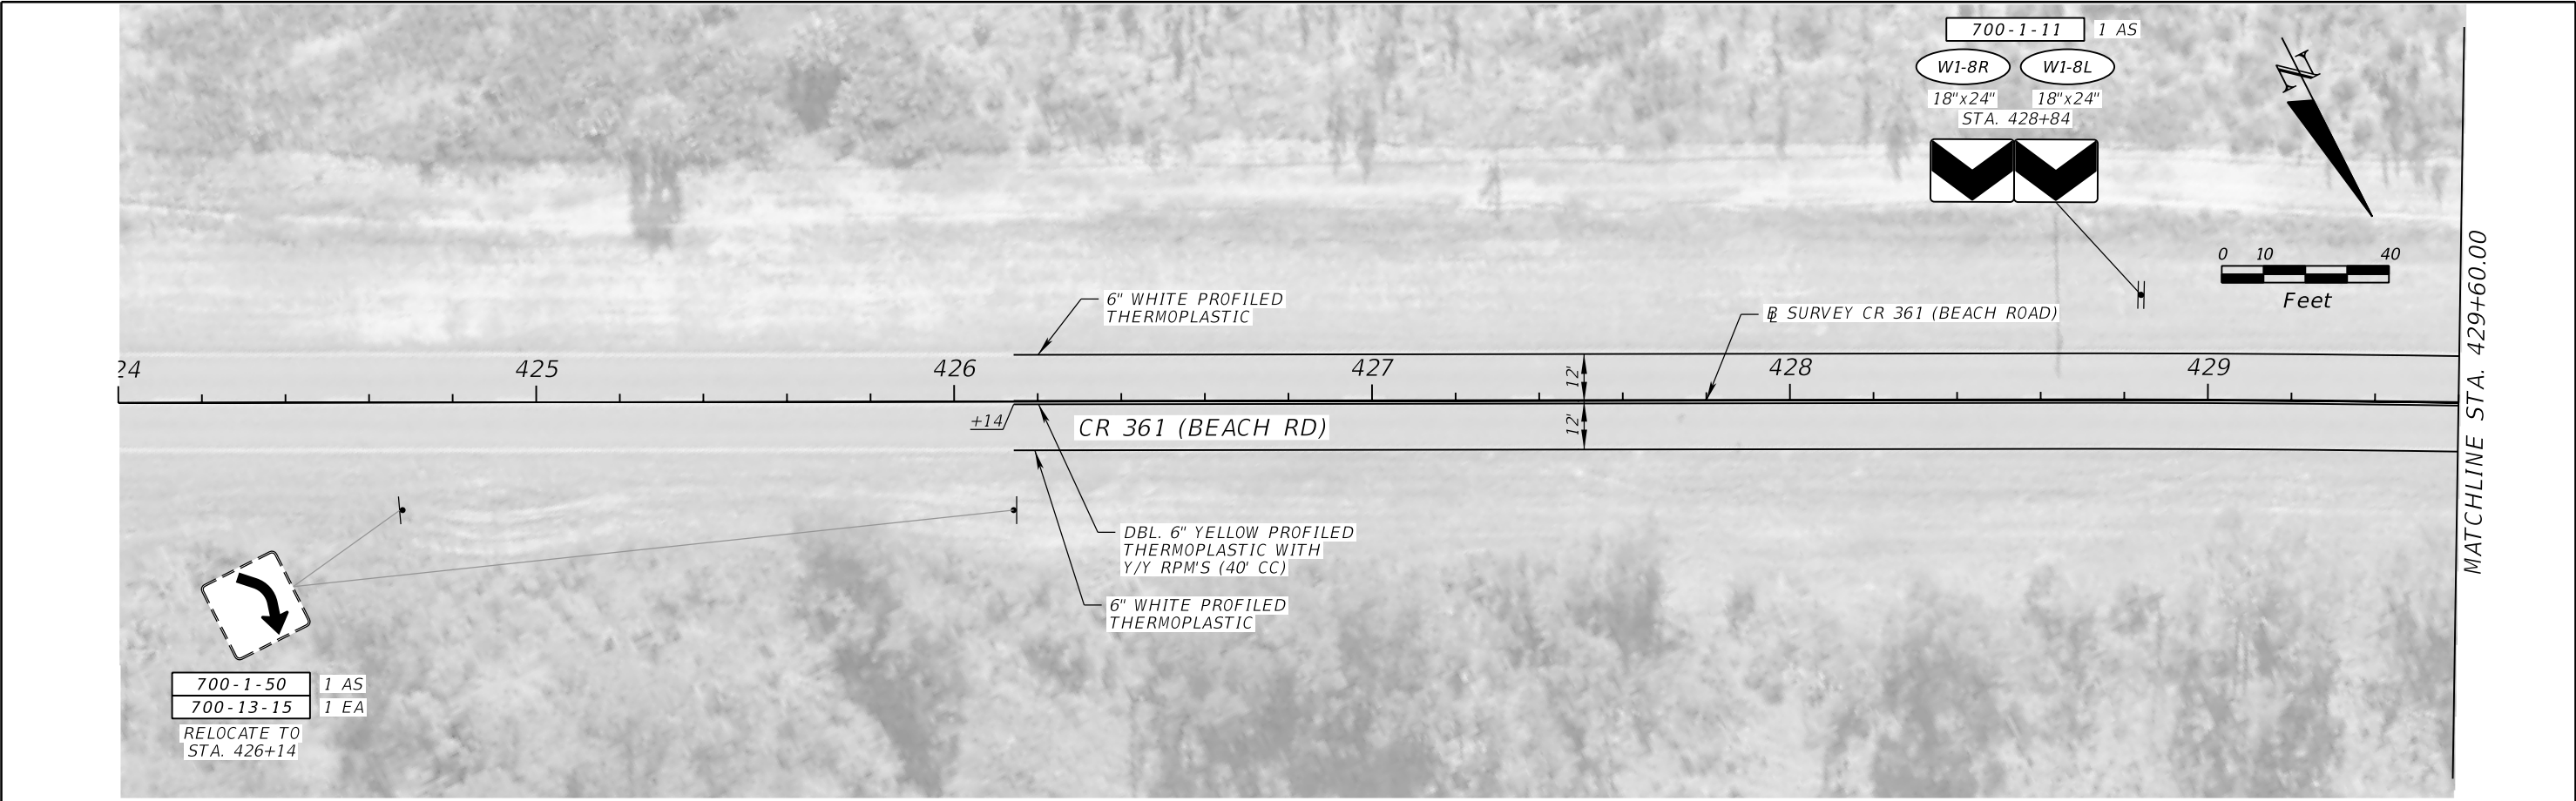 700-1-11 1 AS
W1-8R W1-8L
18"x24" 18"x24"
STA. 428+84
N
0 10 40
Feet
6" WHITE PROFILED
THERMOPLASTIC
B SURVEY CR 361 (BEACH ROAD)
MATCHLINE STA. 429+60.00
24 425 426 427 428 429
12'
12'
+14
CR 361 (BEACH RD)
DBL. 6" YELLOW PROFILED
THERMOPLASTIC WITH
Y/Y RPM'S (40' CC)
6" WHITE PROFILED
THERMOPLASTIC
700-1-50 1 AS
700-13-15 1 EA
RELOCATE TO
STA. 426+14